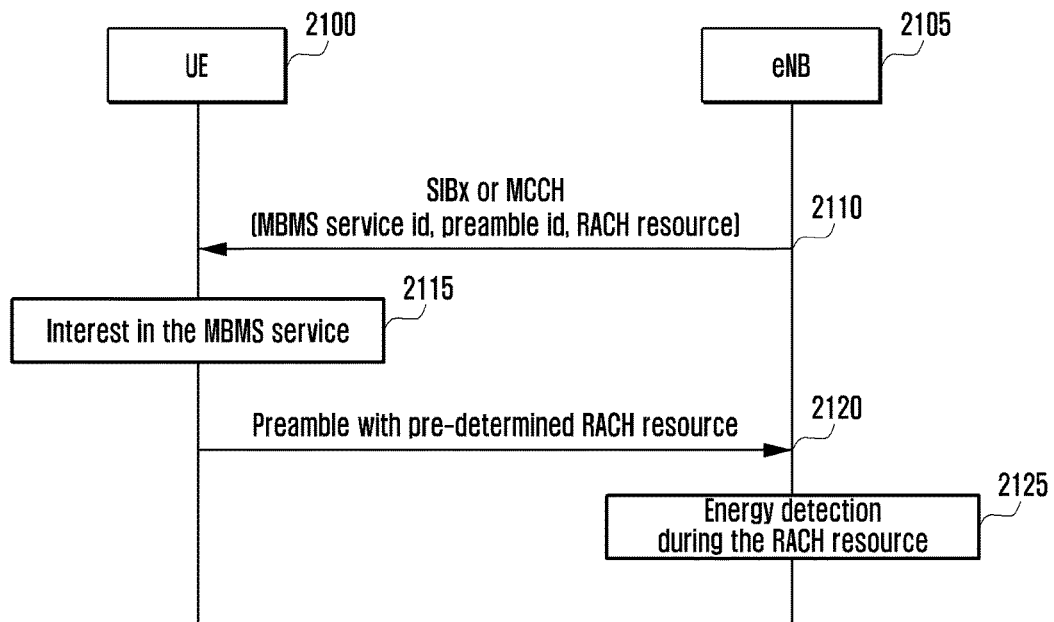 2100
2105
UE
eNB
SIBx or MCCH
(MBMS service id, preamble id, RACH resource)
2110
2115
Interest in the MBMS service
2120
Preamble with pre-determined RACH resource
2125
Energy detection
during the RACH resource